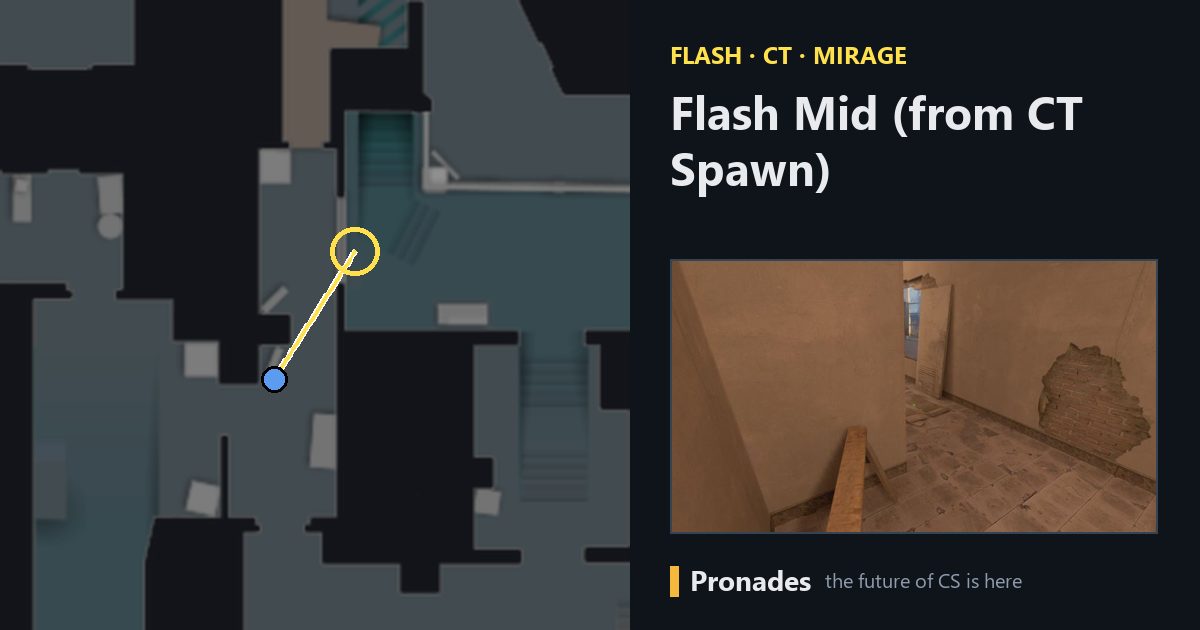 FLASH · CT · MIRAGE
Flash Mid (from CT
Spawn)
Pronades the future of CS is here